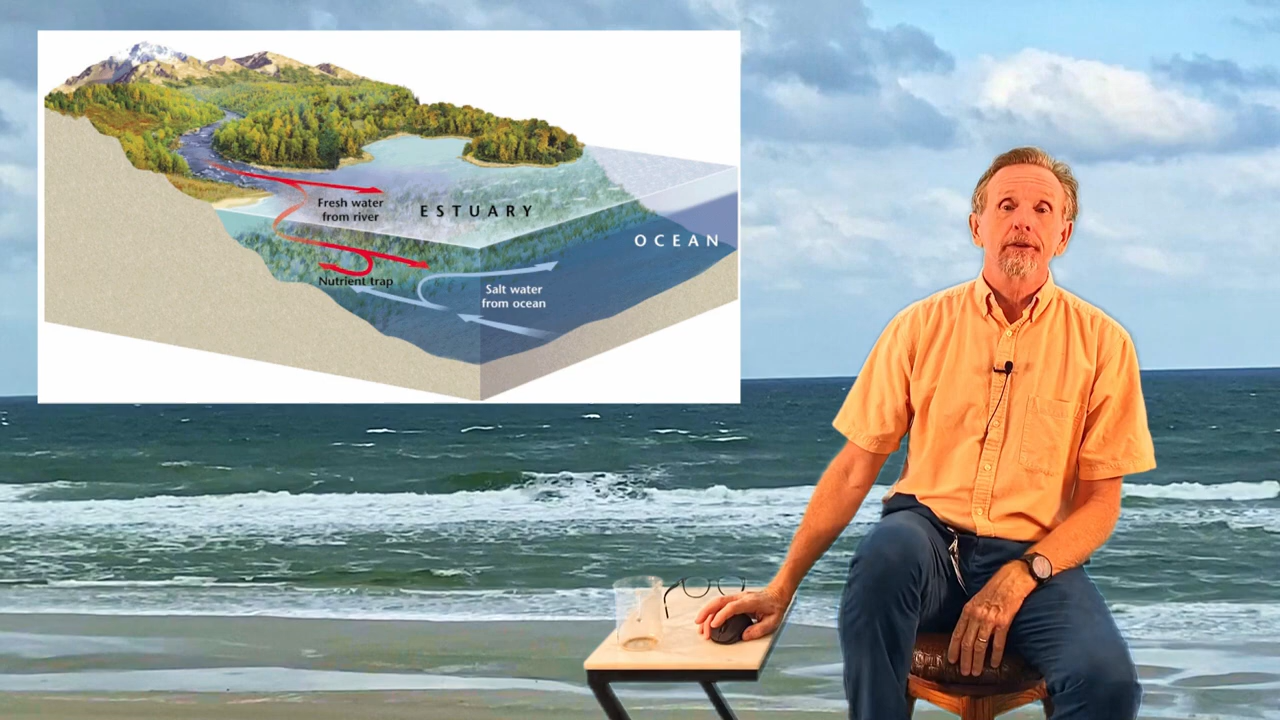 Fresh water
from river
ESTUARY
OCEAN
Nutrient trap
Salt water
from ocean